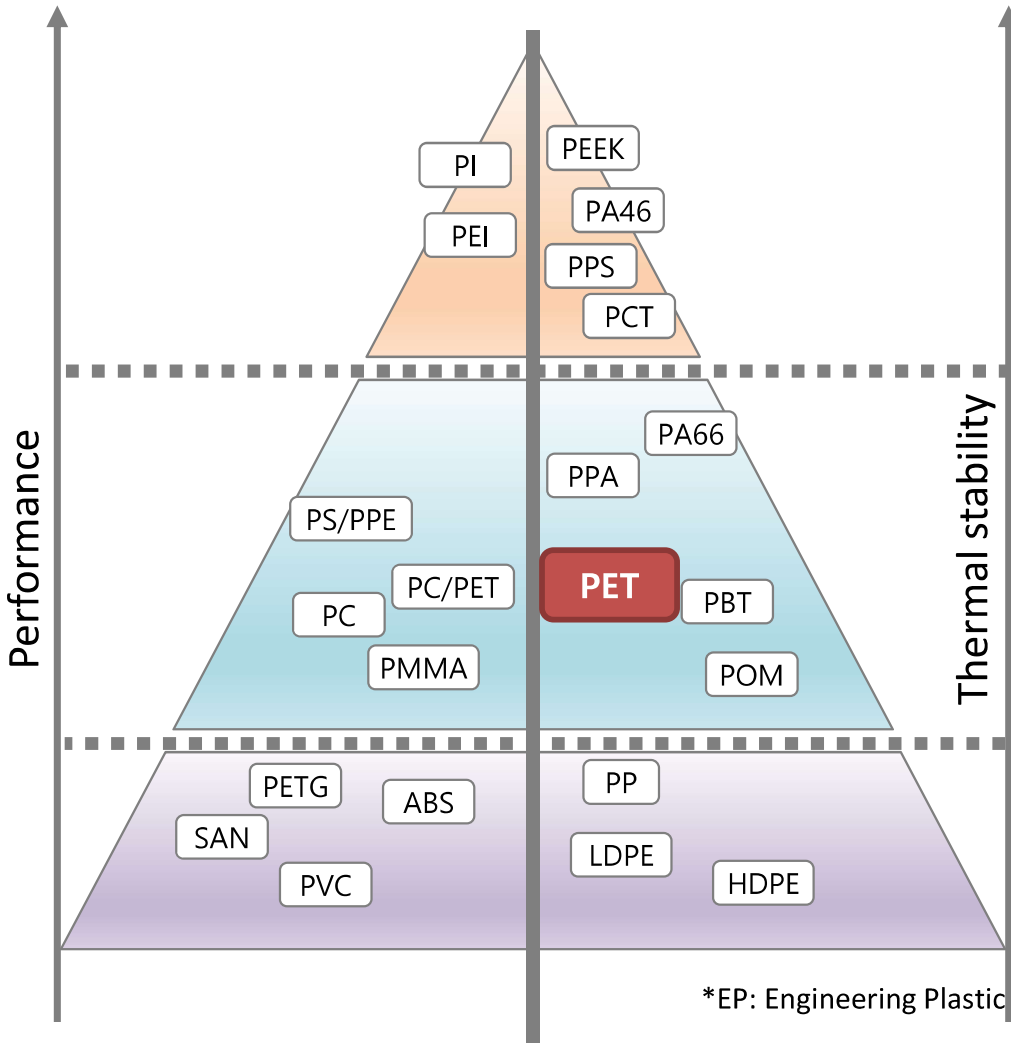 PI
PEEK
PEI
PA46
PPS
PCT
Performance
Thermal stability
PA66
PPA
PS/PPE
PC/PET
PET
PC
PBT
PMMA
POM
PETG
ABS
PP
SAN
LDPE
PVC
HDPE
*EP: Engineering Plastic